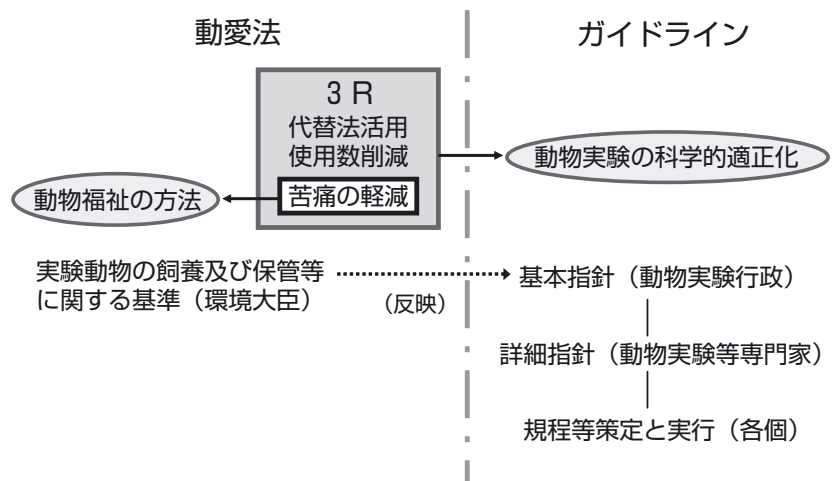 動愛法
ガイドライン
3 R
代替法活用
使用数削減
苦痛の軽減
動物福祉の方法
動物実験の科学的適正化
実験動物の飼養及び保管等
に関する基準（環境大臣）
（反映）
基本指針（動物実験行政）
詳細指針（動物実験等専門家）
規程等策定と実行（各個）